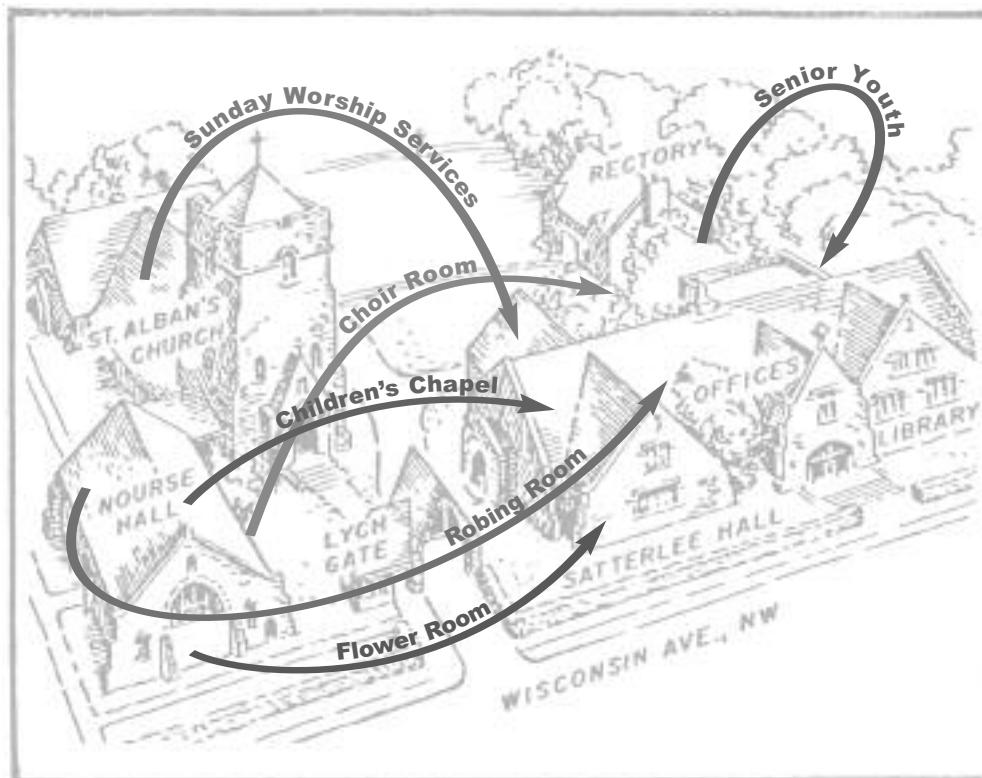 Sunday Worship Services
Senior Youth
RECTORY
Choir Room
ST. ALBAN'S
CHURCH
Children's Chapel
OFFICES
LIBRARY
NOURSE
HALL
LYCH
GATE
Robing Room
SATTERLEE HALL
Flower Room
WISCONSIN AVE., NW